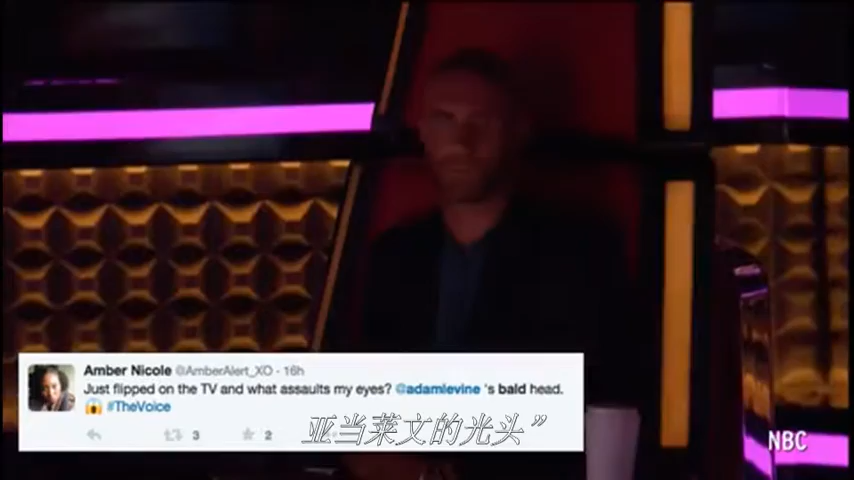 Amber Nicole @AmberAlert_XO · 16h
Just flipped on the TV and what assaults my eyes? @adamlevine 's bald head.
😱 #TheVoice
3 2
亚当莱文的光头”
NBC